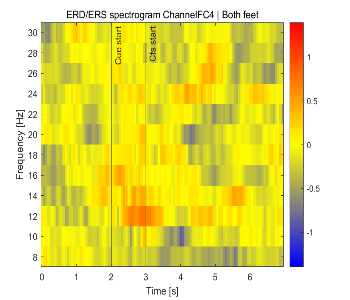 ERD/ERS spectrogram ChannelFC4 | Both feet
Frequency [Hz]
30
28
26
24
22
20
18
16
14
12
10
8
Cue start
Cfs start
1
0.5
0
-0.5
-1
0 1 2 3 4 5 6
Time [s]